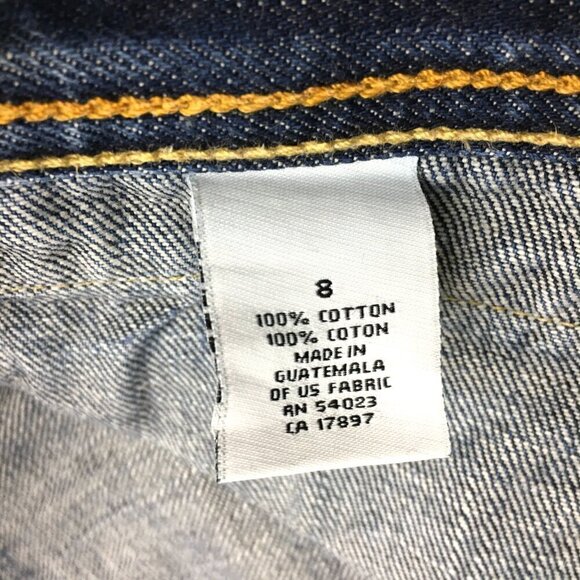 8
100% COTTON
100% COTON
MADE IN
GUATEMALA
OF US FABRIC
RN 54023
CA 17897